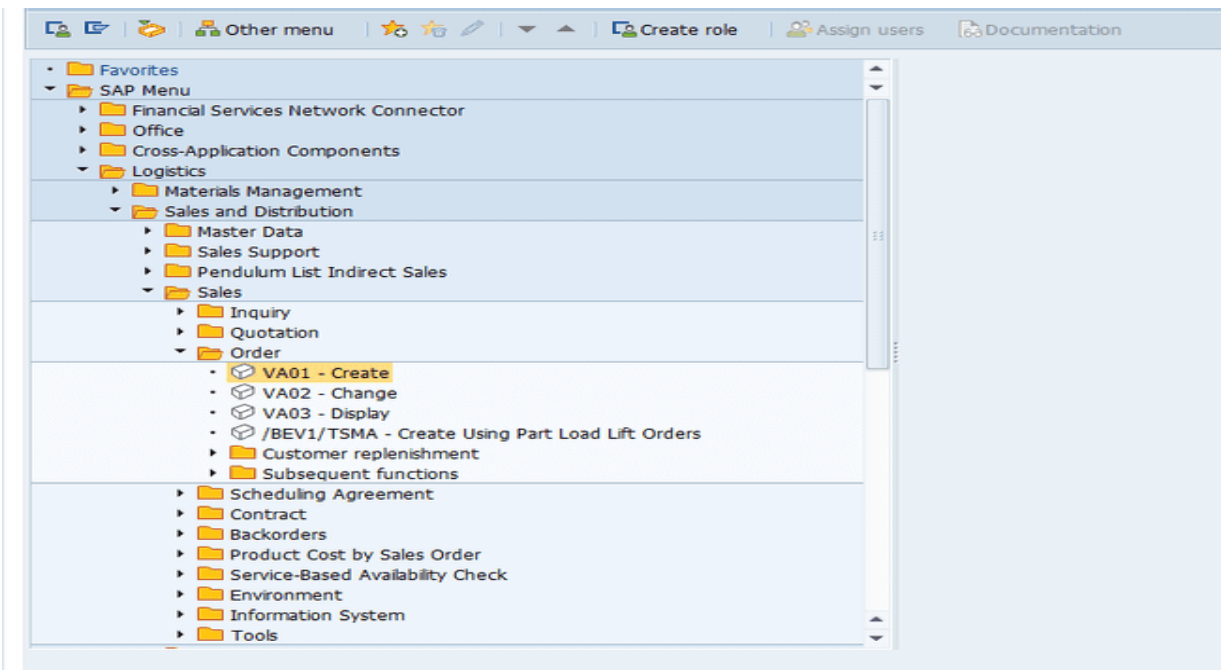 Other menu Create role Assign users Documentation
Favorites
SAP Menu
Financial Services Network Connector
Office
Cross-Application Components
Logistics
Materials Management
Sales and Distribution
Master Data
Sales Support
Pendulum List Indirect Sales
Sales
Inquiry
Quotation
Order
VA01 - Create
VA02 - Change
VA03 - Display
/BEV1/TSMA - Create Using Part Load Lift Orders
Customer replenishment
Subsequent functions
Scheduling Agreement
Contract
Backorders
Product Cost by Sales Order
Service-Based Availability Check
Environment
Information System
Tools